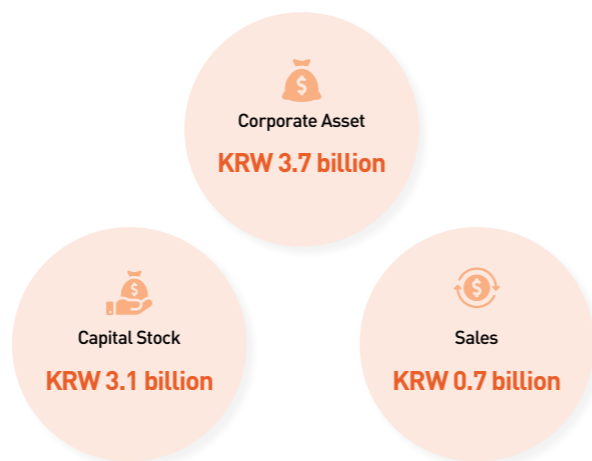 Corporate Asset
KRW 3.7 billion
Capital Stock
KRW 3.1 billion
Sales
KRW 0.7 billion